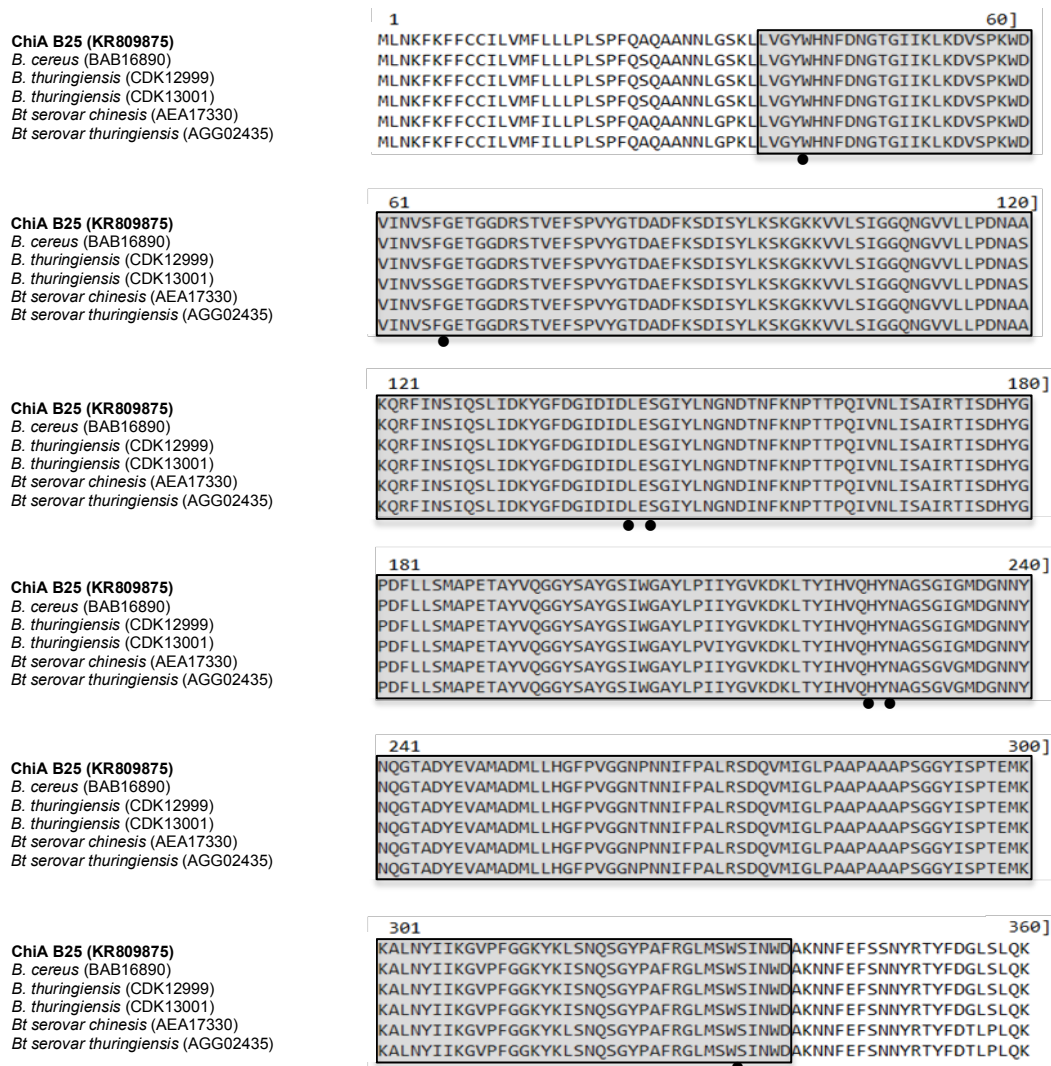 1 60]
ChiA B25 (KR809875) MLNKFKFFCCILVMFLLLPLSPFQAQAANNLGSKLLVGYWHNFDNGTGIIKLKDVSPKWD
B. cereus (BAB16890) MLNKFKFFCCILVMFLLLPLSPFQSQAANNLGSKLLVGYWHNFDNGTGIIKLKDVSPKWD
B. thuringiensis (CDK12999) MLNKFKFFCCILVMFLLLPLSPFQSQAANNLGSKLLVGYWHNFDNGTGIIKLKDVSPKWD
B. thuringiensis (CDK13001) MLNKFKFFCCILVMFLLLPLSPFQSQAANNLGSKLLVGYWHNFDNGTGIIKLKDVSPKWD
Bt serovar chinesis (AEA17330) MLNKFKFFCCILVMFLLLPLSPFQAQAANNLGSKLLVGYWHNFDNGTGIIKLKDVSPKWD
Bt serovar thuringiensis (AGG02435) MLNKFKFFCCILVMFILLPLSPFQAQAANNLGPKLLVGYWHNFDNGTGIIKLKDVSPKWD
61 120]
ChiA B25 (KR809875) VINVSFGETGGDRSTVEFSPVYGTDADFKSDISYLKSKGKKVVLSIGGQNGVVLLPDNAA
B. cereus (BAB16890) VINVSFGETGGDRSTVEFSPVYGTDAEFKSDISYLKSKGKKVVLSIGGQNGVVLLPDNAS
B. thuringiensis (CDK12999) VINVSFGETGGDRSTVEFSPVYGTDAEFKSDISYLKSKGKKVVLSIGGQNGVVLLPDNAS
B. thuringiensis (CDK13001) VINVSSGETGGDRSTVEFSPVYGTDAEFKSDISYLKSKGKKVVLSIGGQNGVVLLPDNAS
Bt serovar chinesis (AEA17330) VINVSFGETGGDRSTVEFSPVYGTDADFKSDISYLKSKGKKVVLSIGGQNGVVLLPDNAA
Bt serovar thuringiensis (AGG02435) VINVSFGETGGDRSTVEFSPVYGTDADFKSDISYLKSKGKKVVLSIGGQNGVVLLPDNAA
121 180]
ChiA B25 (KR809875) KQRFINSIQSLIDKYGFDGIDIDLESGIYLNGNDTNFKNPTTPQIVNLISAIRTISDHYG
B. cereus (BAB16890) KQRFINSIQSLIDKYGFDGIDIDLESGIYLNGNDTNFKNPTTPQIVNLISAIRTISDHYG
B. thuringiensis (CDK12999) KQRFINSIQSLIDKYGFDGIDIDLESGIYLNGNDTNFKNPTTPQIVNLISAIRTISDHYG
B. thuringiensis (CDK13001) KQRFINSIQSLIDKYGFDGIDIDLESGIYLNGNDTNFKNPTTPQIVNLISAIRTISDHYG
Bt serovar chinesis (AEA17330) KQRFINSIQSLIDKYGFDGIDIDLESGIYLNGNDTNFKNPTTPQIVNLISAIRTISDHYG
Bt serovar thuringiensis (AGG02435) KQRFINSIQSLIDKYGFDGIDIDLESGIYLNGNDINFKNPTTPQIVNLISAIRTISDHYG
181 240]
ChiA B25 (KR809875) PDFLLSMAPETAYVQGGYSAYGSIWGAYLPIIYGVKDKLTYIHVQHYNAGSGIGMDGNNY
B. cereus (BAB16890) PDFLLSMAPETAYVQGGYSAYGSIWGAYLPIIYGVKDKLTYIHVQHYNAGSGIGMDGNNY
B. thuringiensis (CDK12999) PDFLLSMAPETAYVQGGYSAYGSIWGAYLPIIYGVKDKLTYIHVQHYNAGSGIGMDGNNY
B. thuringiensis (CDK13001) PDFLLSMAPETAYVQGGYSAYGSIWGAYLPVIYGVKDKLTYIHVQHYNAGSGIGMDGNNY
Bt serovar chinesis (AEA17330) PDFLLSMAPETAYVQGGYSAYGSIWGAYLPIIYGVKDKLTYIHVQHYNAGSGVGMDGNNY
Bt serovar thuringiensis (AGG02435) PDFLLSMAPETAYVQGGYSAYGSIWGAYLPIIYGVKDKLTYIHVQHYNAGSGVGMDGNNY
241 300]
ChiA B25 (KR809875) NQGTADYEVAMADMLLHGFPVGGNPNNIFPALRSDQVMIGLPAAPAAAPSGGYISPTEMK
B. cereus (BAB16890) NQGTADYEVAMADMLLHGFPVGGNTNNIFPALRSDQVMIGLPAAPAAAPSGGYISPTEMK
B. thuringiensis (CDK12999) NQGTADYEVAMADMLLHGFPVGGNTNNIFPALRSDQVMIGLPAAPAAAPSGGYISPTEMK
B. thuringiensis (CDK13001) NQGTADYEVAMADMLLHGFPVGGNTNNIFPALRSDQVMIGLPAAPAAAPSGGYISPTEMK
Bt serovar chinesis (AEA17330) NQGTADYEVAMADMLLHGFPVGGNPNNIFPALRSDQVMIGLPAAPAAAPSGGYISPTEMK
Bt serovar thuringiensis (AGG02435) NQGTADYEVAMADMLLHGFPVGGNPNNIFPALRSDQVMIGLPAAPAAAPSGGYISPTEMK
301 360]
ChiA B25 (KR809875) KALNYIIKGVPFGGKYKLSNQSGYPAFRGLMSWSINWDAKNNFEFSSNYRTYFDGLSLQK
B. cereus (BAB16890) KALNYIIKGVPFGGKYKISNQSGYPAFRGLMSWSINWDAKNNFEFSNNYRTYFDGLSLQK
B. thuringiensis (CDK12999) KALNYIIKGVPFGGKYKLSNQSGYPAFRGLMSWSINWDAKNNFEFSNNYRTYFDGLSLQK
B. thuringiensis (CDK13001) KALNYIIKGVPFGGKYKLSNQSGYPAFRGLMSWSINWDAKNNFEFSNNYRTYFDGLSLQK
Bt serovar chinesis (AEA17330) KALNYIIKGVPFGGKYKLSNQSGYPAFRGLMSWSINWDAKNNFEFSNNYRTYFDTLPLQK
Bt serovar thuringiensis (AGG02435) KALNYIIKGVPFGGKYKLSNQSGYPAFRGLMSWSINWDAKNNFEFSNNYRTYFDTLPLQK